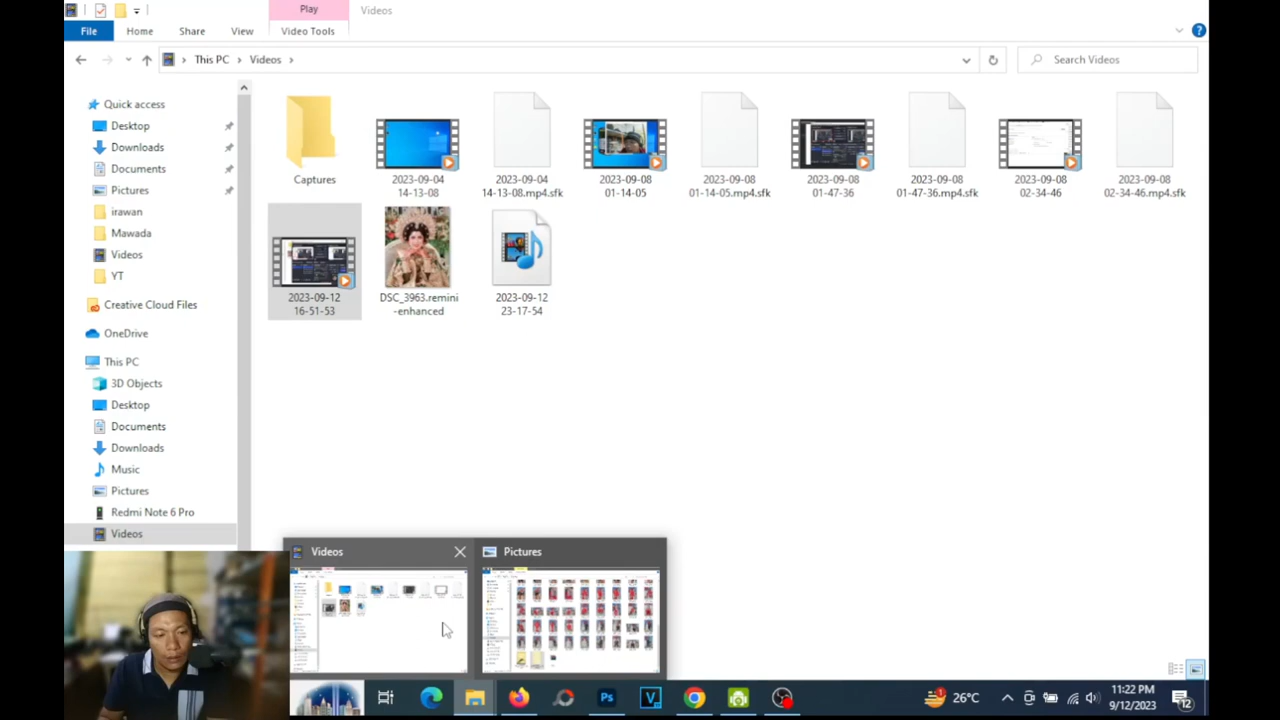 Play
Videos
File
Home
Share
View
Video Tools
This PC
Videos
Search Videos
Quick access
Desktop
Downloads
Documents
Pictures
irawan
Mawada
Videos
YT
Creative Cloud Files
OneDrive
This PC
3D Objects
Desktop
Documents
Downloads
Music
Pictures
Redmi Note 6 Pro
Videos
Captures
2023-09-04
14-13-08
2023-09-04
14-13-08.mp4.sfk
2023-09-08
01-14-05
2023-09-08
01-14-05.mp4.sfk
2023-09-08
01-47-36
2023-09-08
01-47-36.mp4.sfk
2023-09-08
02-34-46
2023-09-08
02-34-46.mp4.sfk
2023-09-12
16-51-53
DSC_3963.remini
-enhanced
2023-09-12
23-17-54
Videos
Pictures
Ps
V
1
26°C
11:22 PM
9/12/2023
12